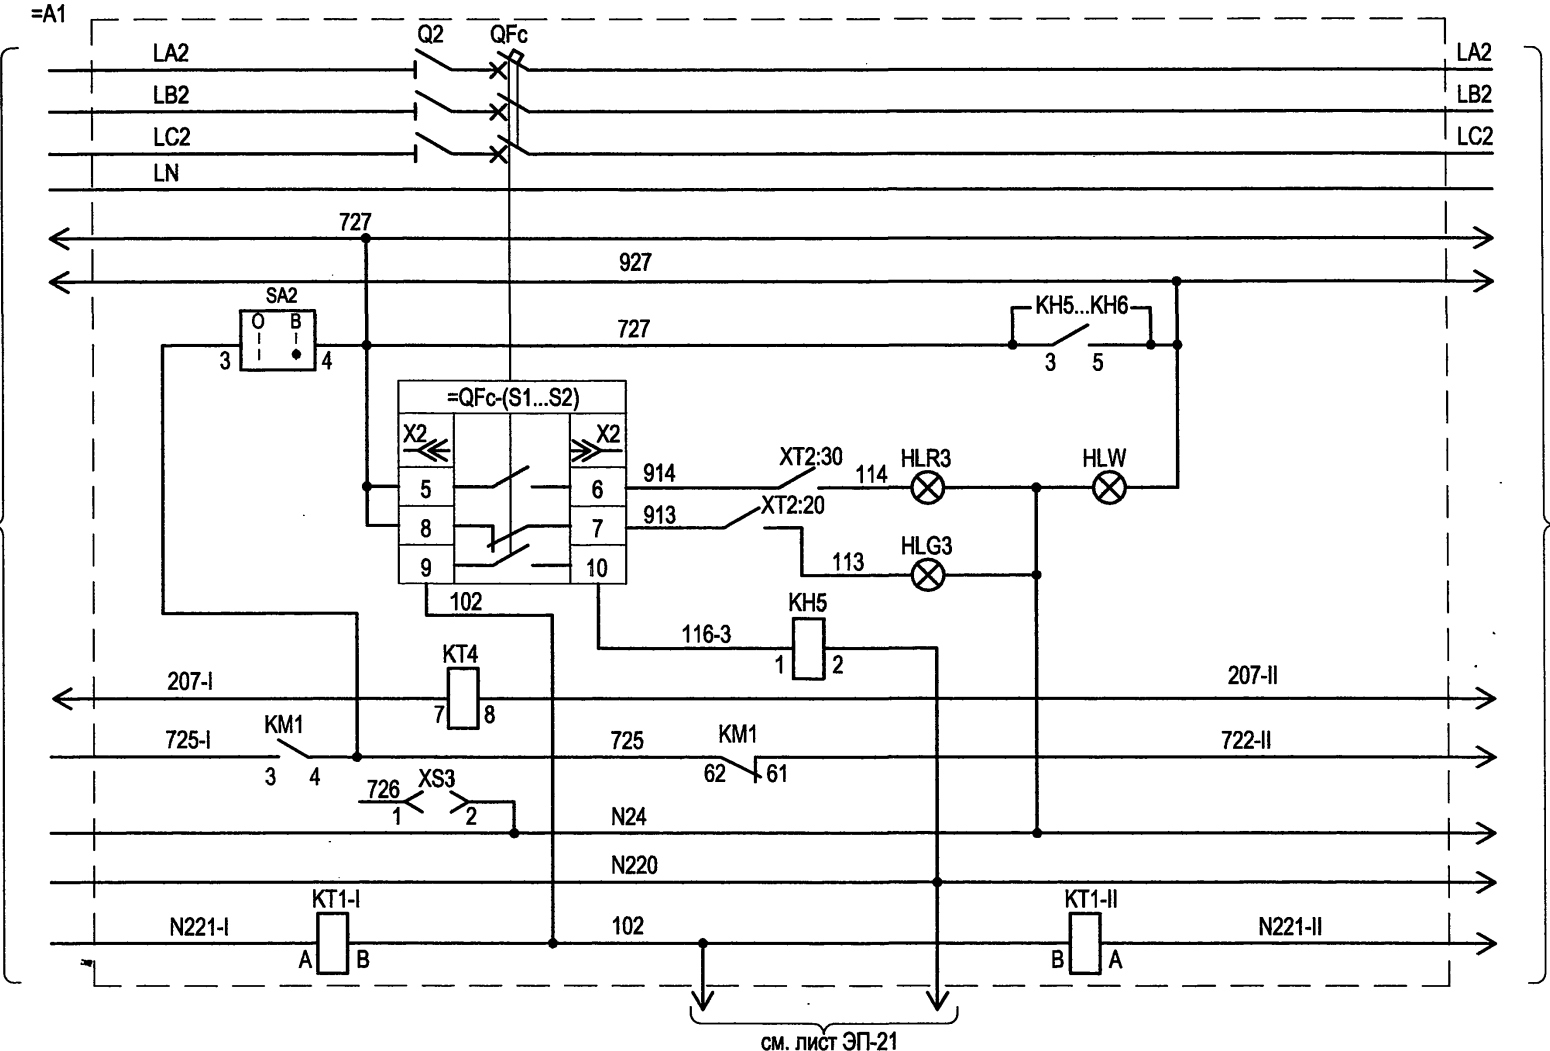 =A1
Q2 QFc
LA2 LA2
LB2 LB2
LC2 LC2
LN
727
927
SA2
O B
3 4
727
KH5...KH6
3 5
=QFc-(S1...S2)
X2 X2
5 6
914
XT2:30
114
HLR3
HLW
8 7
913
XT2:20
113
HLG3
9 10
102
116-3
KH5
1 2
207-I
KT4
7 8
207-II
725-I
KM1
3 4
725
KM1
62 61
722-II
726
XS3
1 2
N24
N220
N221-I
KT1-I
A B
102
KT1-II
B A
N221-II
см. лист ЭП-21